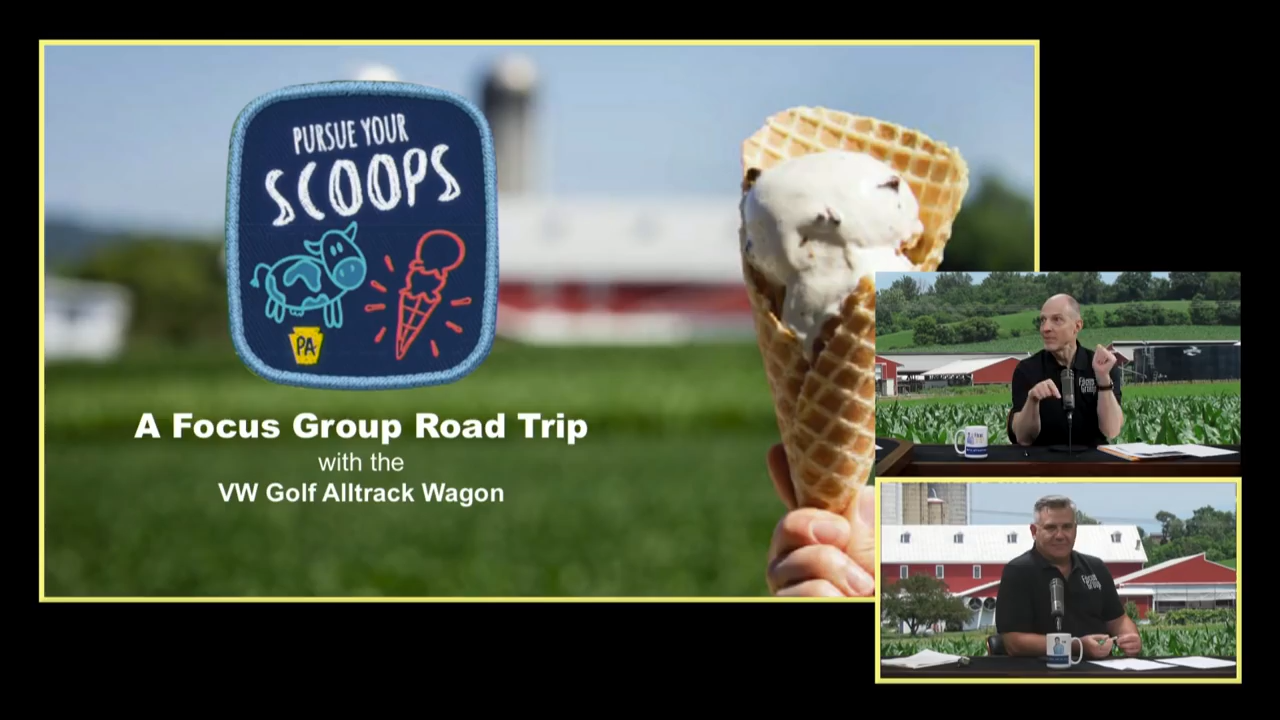 PURSUE YOUR
SCOOPS
PA
A Focus Group Road Trip
with the
VW Golf Alltrack Wagon